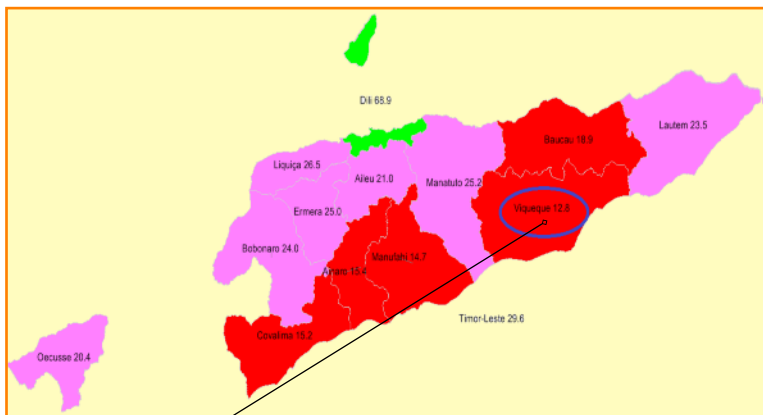 Dili 68.9
Baucau 18.9
Lautem 23.5
Liquiça 26.5
Aileu 21.0
Manatuto 25.2
Ermera 25.0
Viqueque 12.8
Bobonaro 24.0
Manufahi 14.7
Ainaro
Timor-Leste 29.6
Covalima 15.2
Oecusse 20.4